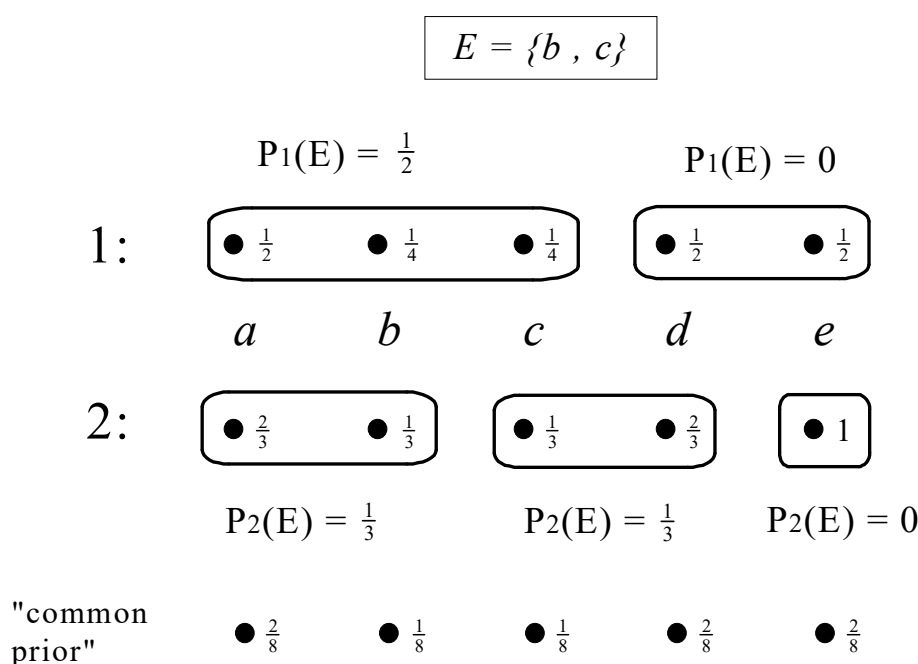 E = {b , c}
P1(E) = 1/2 P1(E) = 0
1: 1/2 1/4 1/4 1/2 1/2
a b c d e
2: 2/3 1/3 1/3 2/3 1
P2(E) = 1/3 P2(E) = 1/3 P2(E) = 0
"common
prior" 2/8 1/8 1/8 2/8 2/8